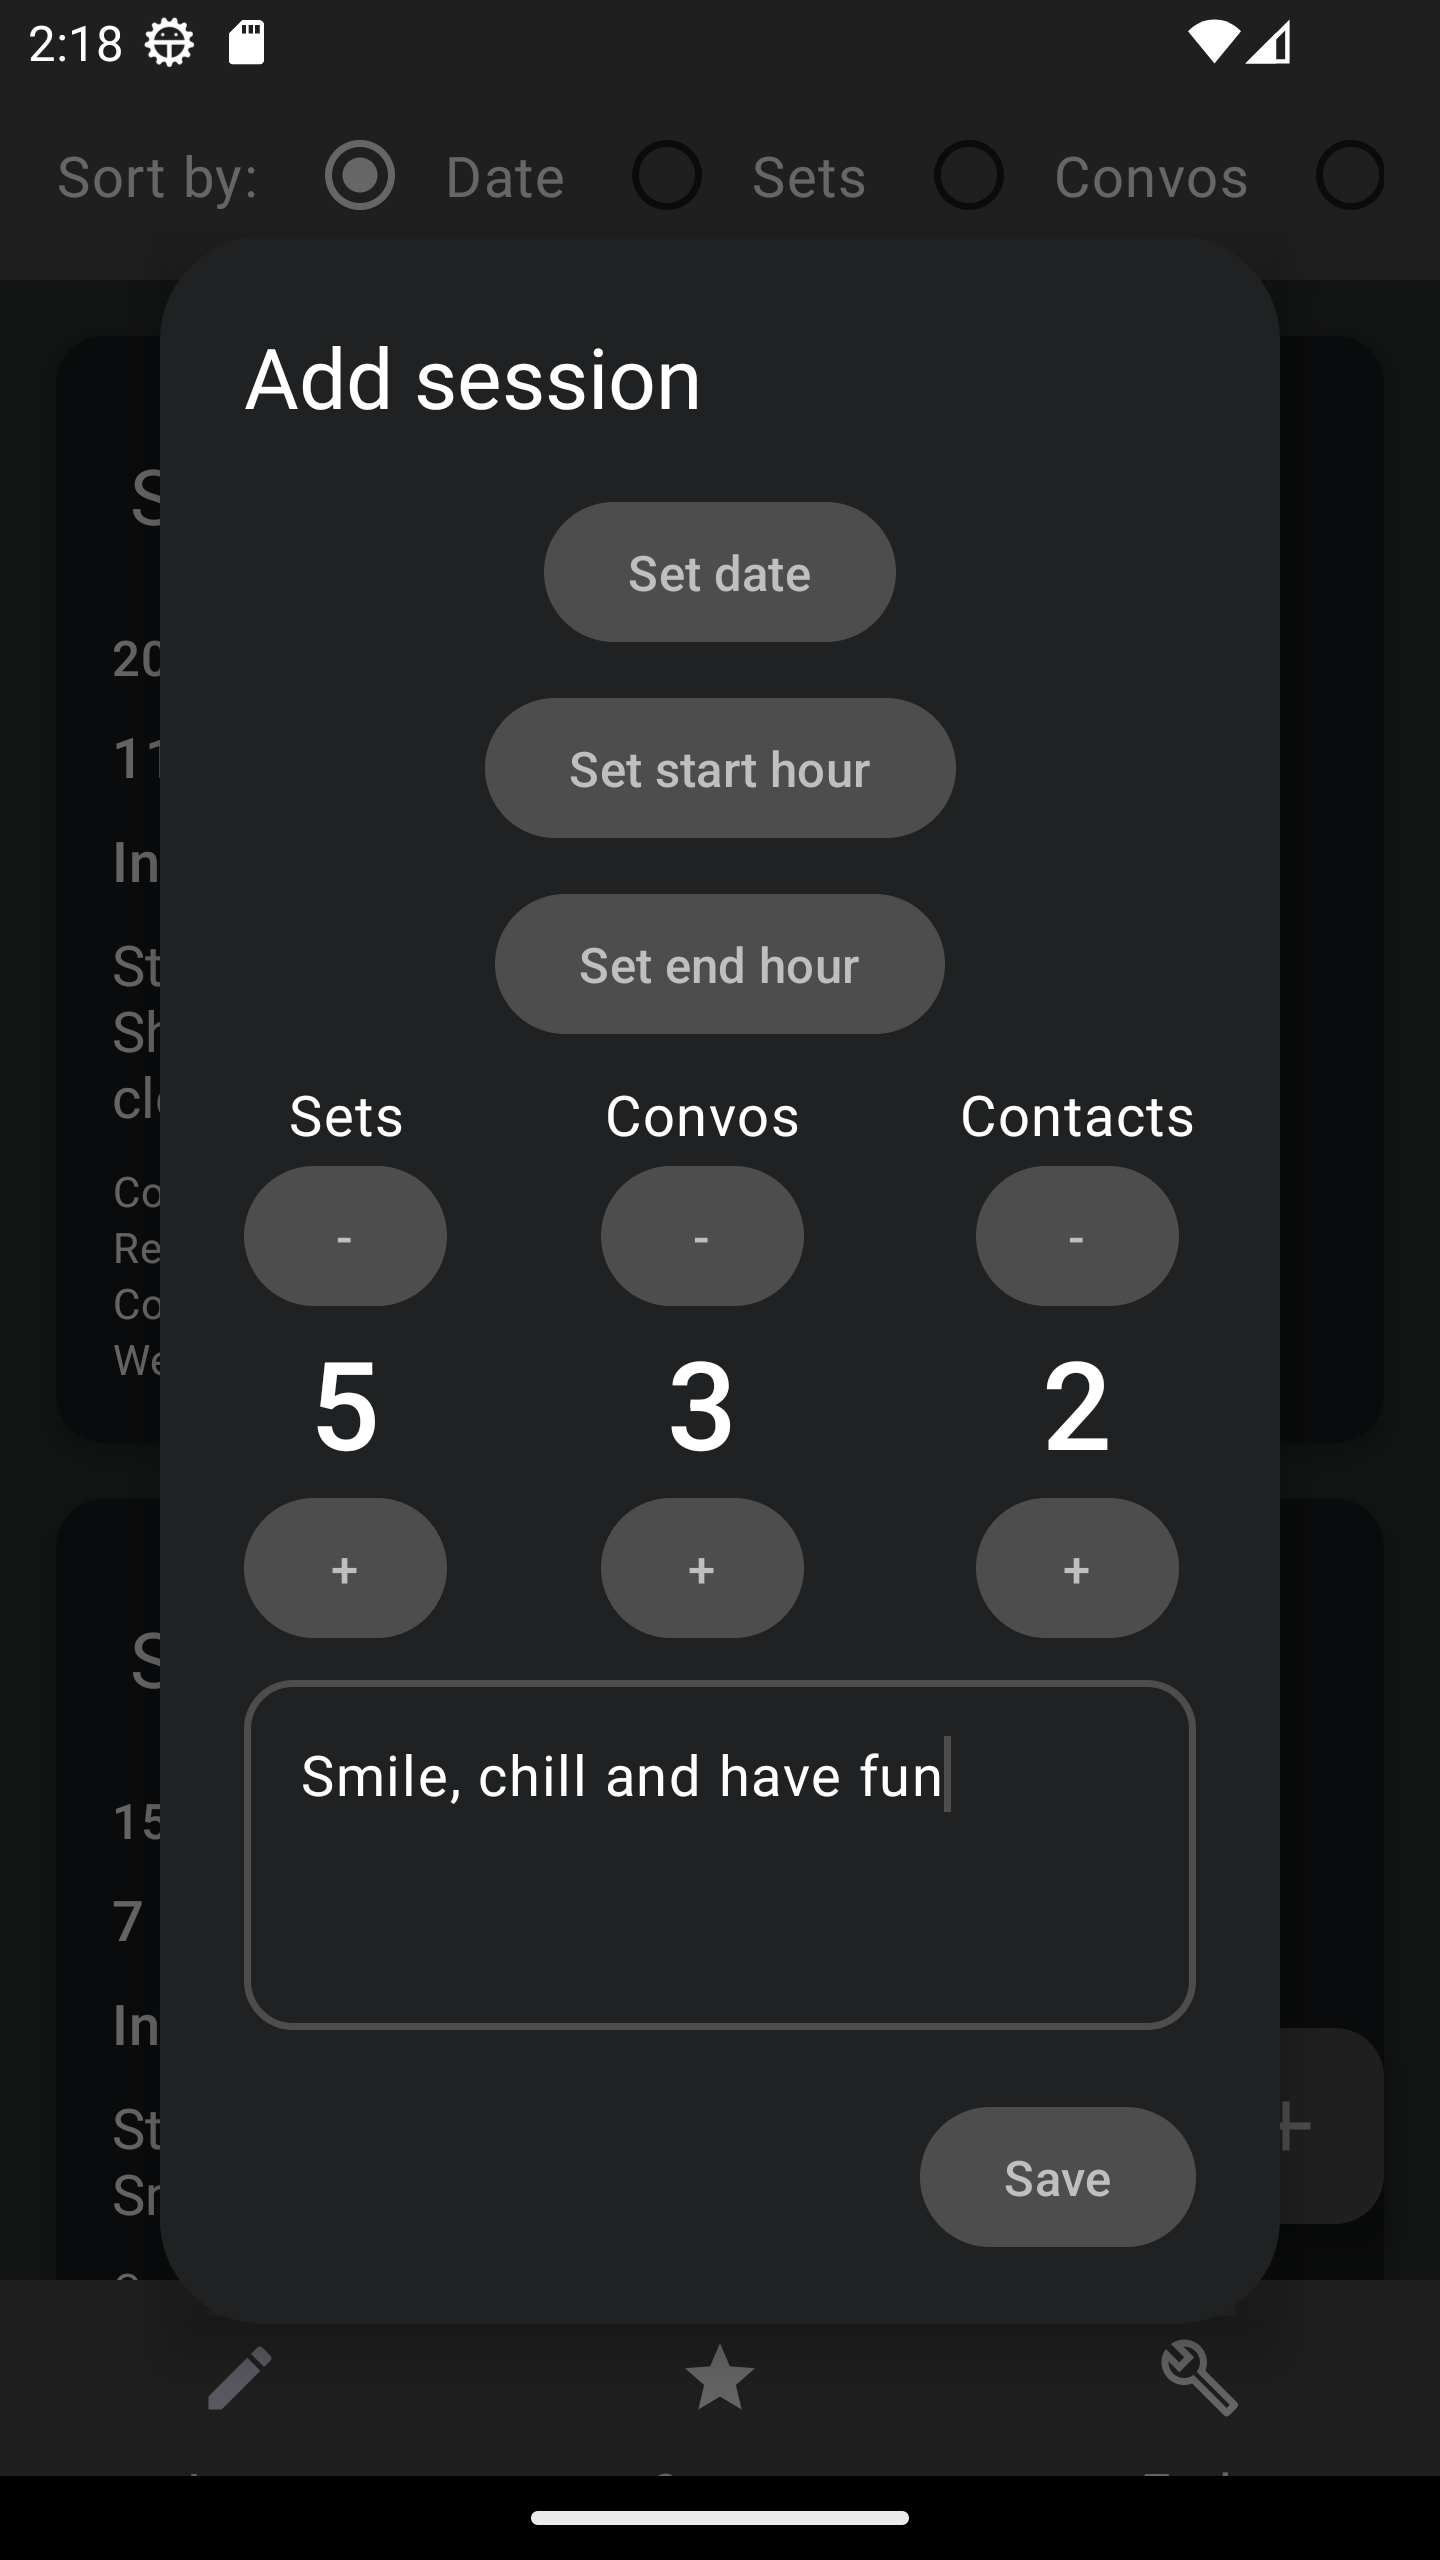 2:18
Sort by: Date Sets Convos
Add session
Set date
Set start hour
Set end hour
Sets Convos Contacts
- - -
5 3 2
+ + +
Smile, chill and have fun
Save
+